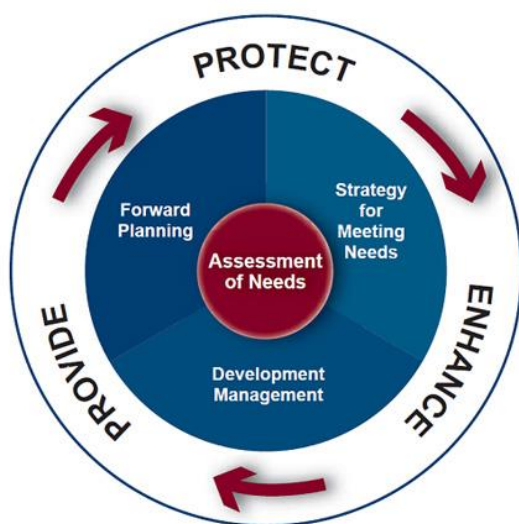 PROTECT
Forward
Planning
Strategy
for
Meeting
Needs
Assessment
of Needs
Development
Management
ENHANCE
PROVIDE